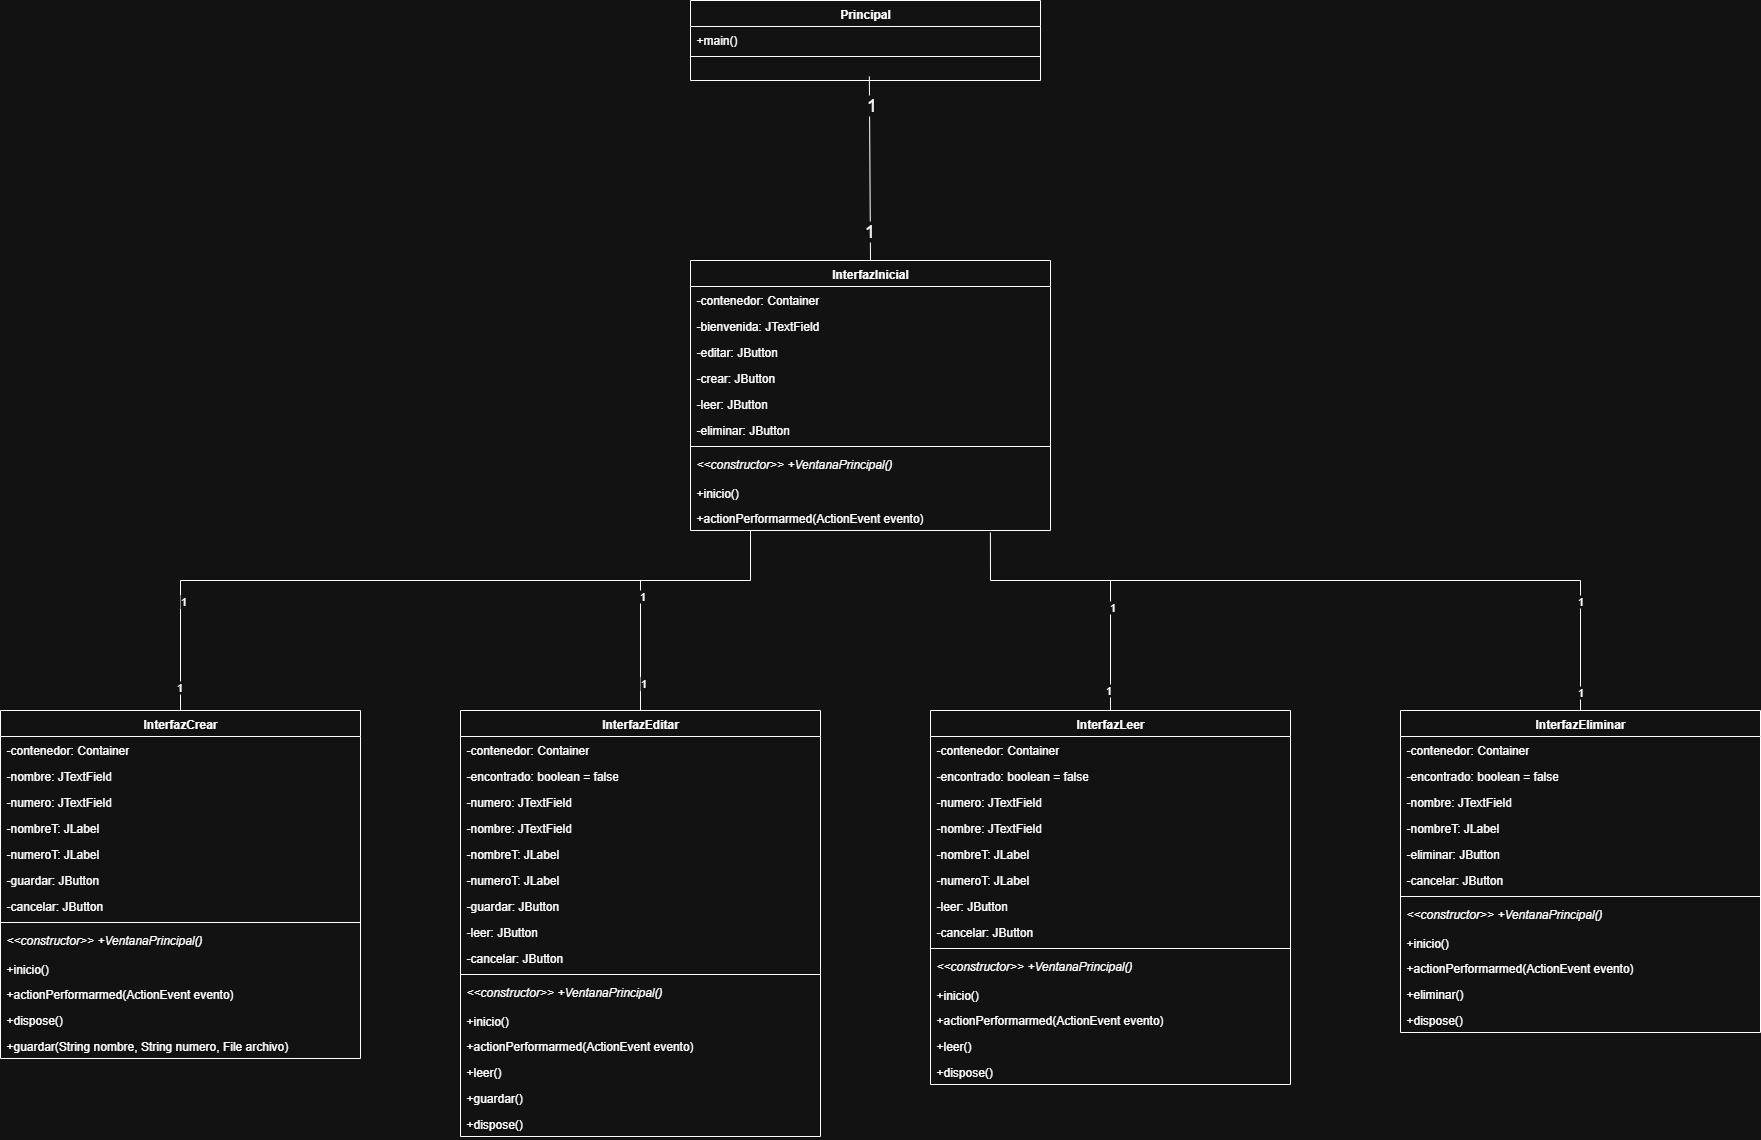 Principal
+main()
1
1
InterfazInicial
-contenedor: Container
-bienvenida: JTextField
-editar: JButton
-crear: JButton
-leer: JButton
-eliminar: JButton
<<constructor>> +VentanaPrincipal()
+inicio()
+actionPerformarmed(ActionEvent evento)
1
1
1
1
1
1
1
1
InterfazCrear
-contenedor: Container
-nombre: JTextField
-numero: JTextField
-nombreT: JLabel
-numeroT: JLabel
-guardar: JButton
-cancelar: JButton
<<constructor>> +VentanaPrincipal()
+inicio()
+actionPerformarmed(ActionEvent evento)
+dispose()
+guardar(String nombre, String numero, File archivo)
InterfazEditar
-contenedor: Container
-encontrado: boolean = false
-numero: JTextField
-nombre: JTextField
-nombreT: JLabel
-numeroT: JLabel
-guardar: JButton
-leer: JButton
-cancelar: JButton
<<constructor>> +VentanaPrincipal()
+inicio()
+actionPerformarmed(ActionEvent evento)
+leer()
+guardar()
+dispose()
InterfazLeer
-contenedor: Container
-encontrado: boolean = false
-numero: JTextField
-nombre: JTextField
-nombreT: JLabel
-numeroT: JLabel
-leer: JButton
-cancelar: JButton
<<constructor>> +VentanaPrincipal()
+inicio()
+actionPerformarmed(ActionEvent evento)
+leer()
+dispose()
InterfazEliminar
-contenedor: Container
-encontrado: boolean = false
-nombre: JTextField
-nombreT: JLabel
-eliminar: JButton
-cancelar: JButton
<<constructor>> +VentanaPrincipal()
+inicio()
+actionPerformarmed(ActionEvent evento)
+eliminar()
+dispose()